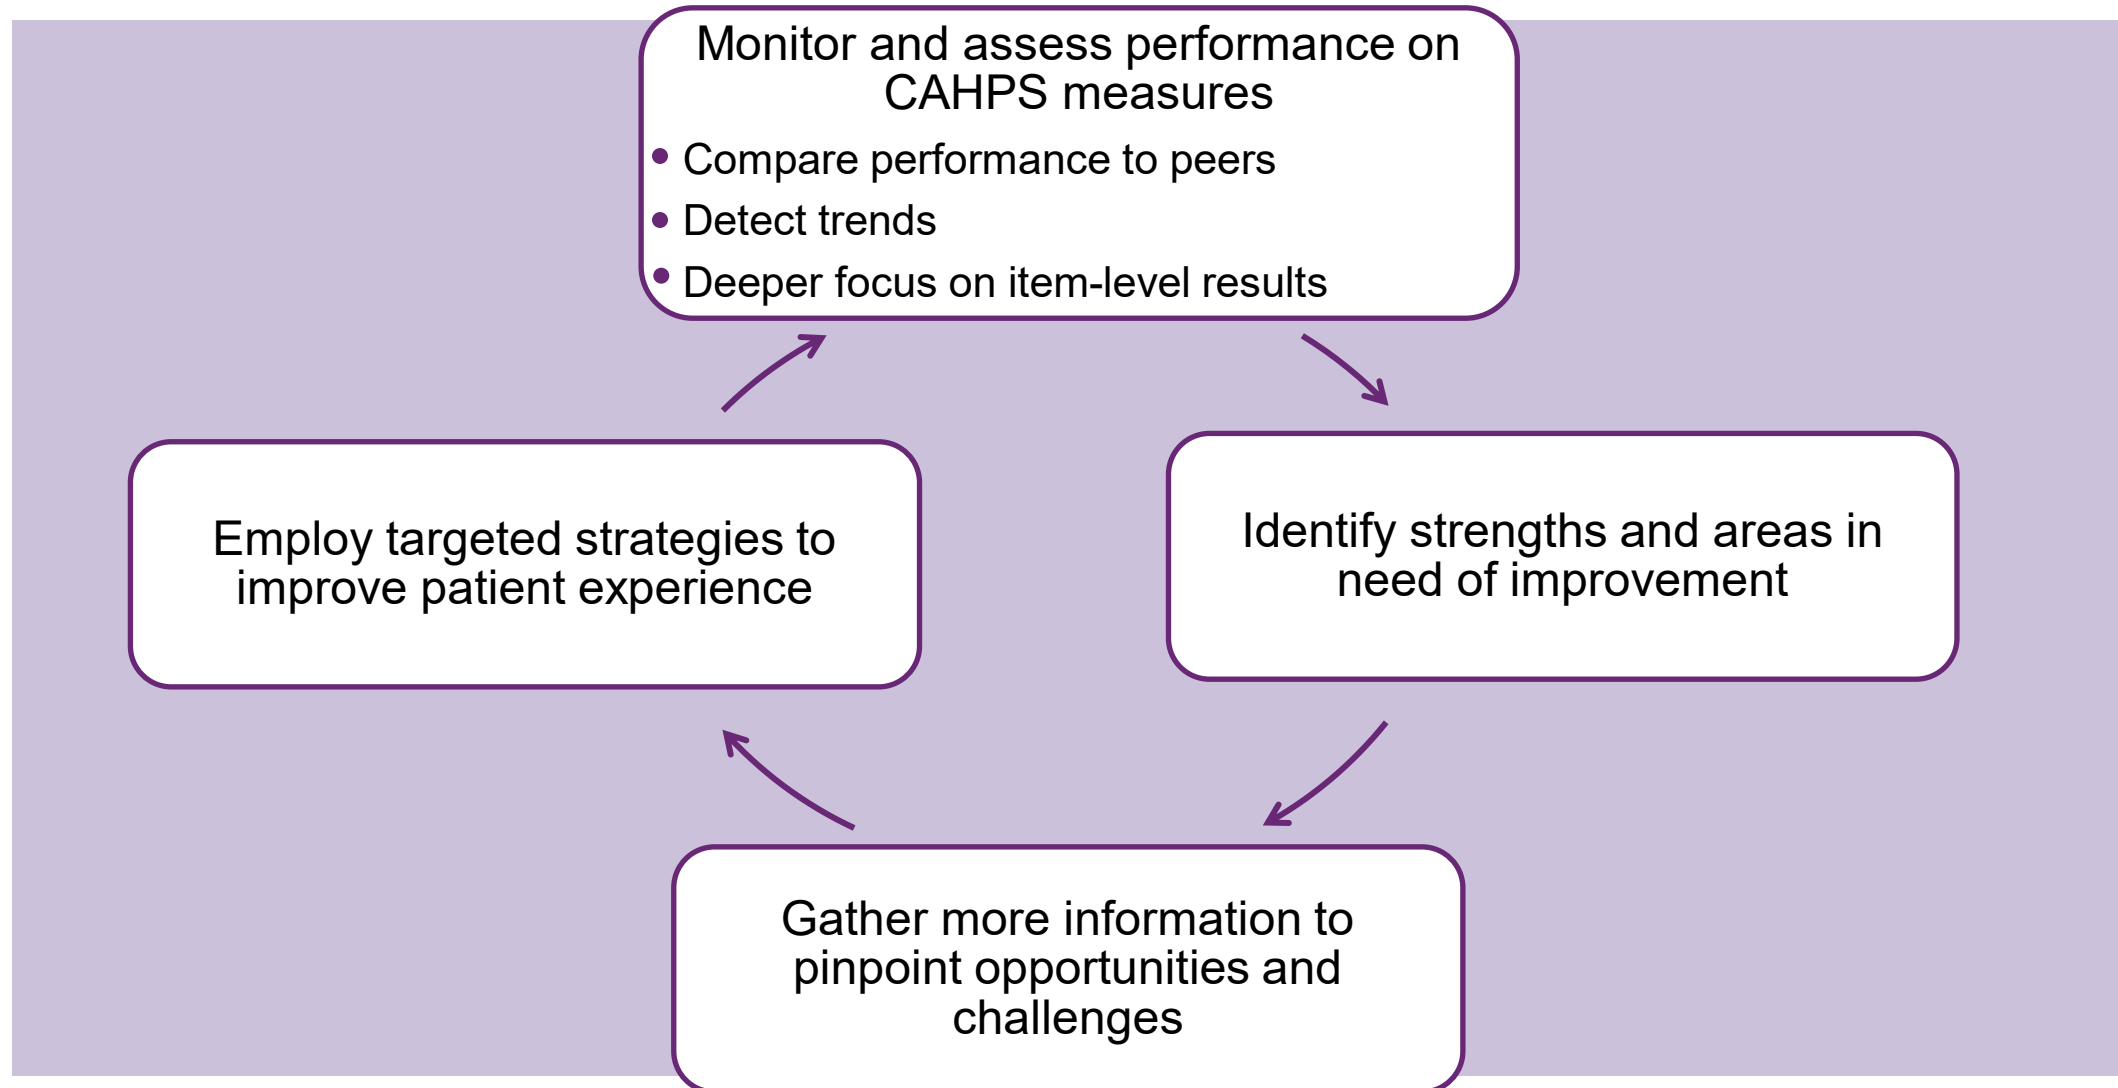 Monitor and assess performance on
CAHPS measures
• Compare performance to peers
• Detect trends
• Deeper focus on item-level results
Identify strengths and areas in
need of improvement
Gather more information to
pinpoint opportunities and
challenges
Employ targeted strategies to
improve patient experience